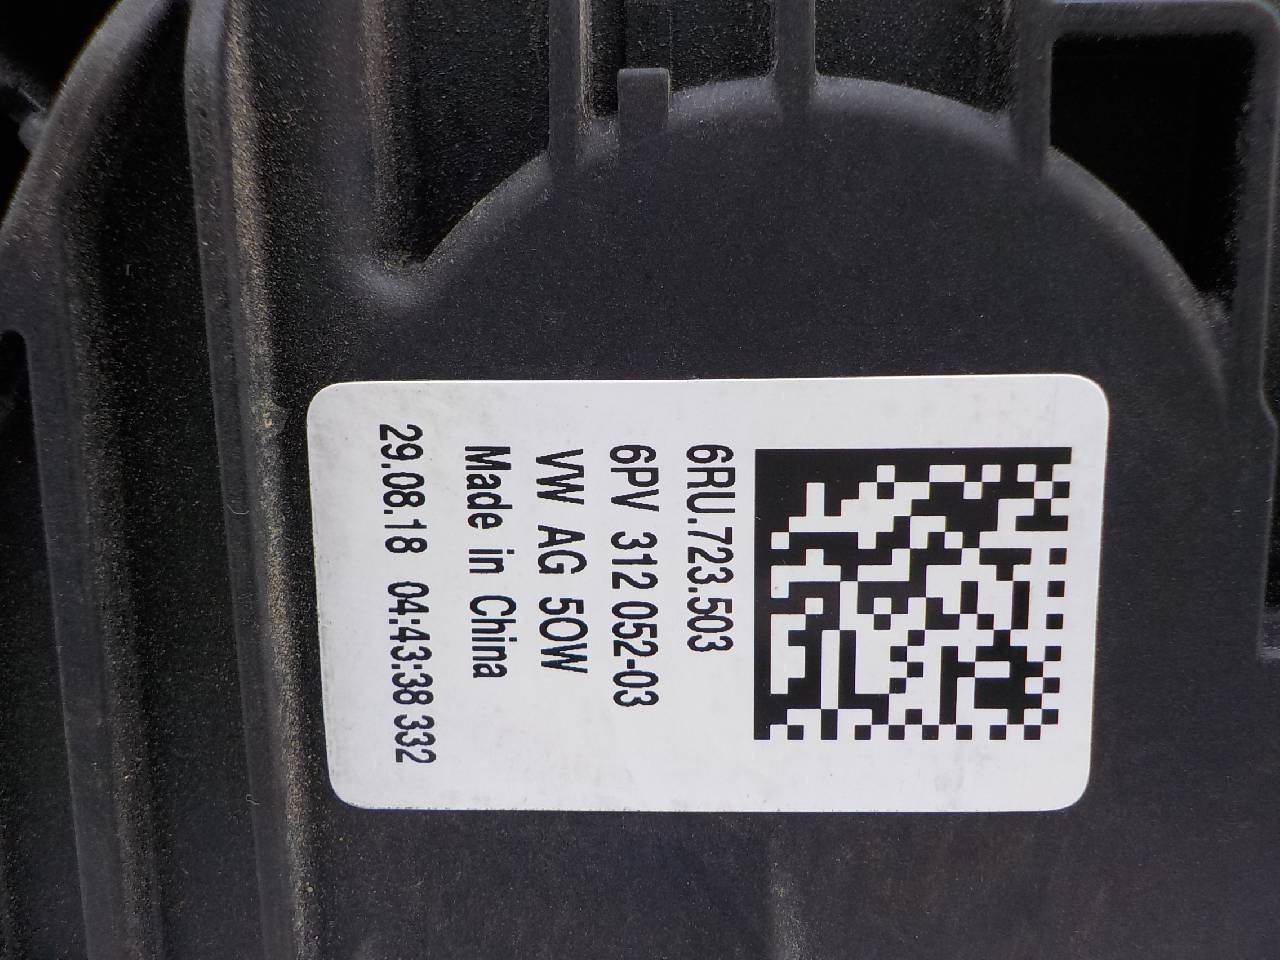 6RU.723.503
6PV 312 052-03
VW AG 5OW
Made in China
29.08.18 04:43:38 332